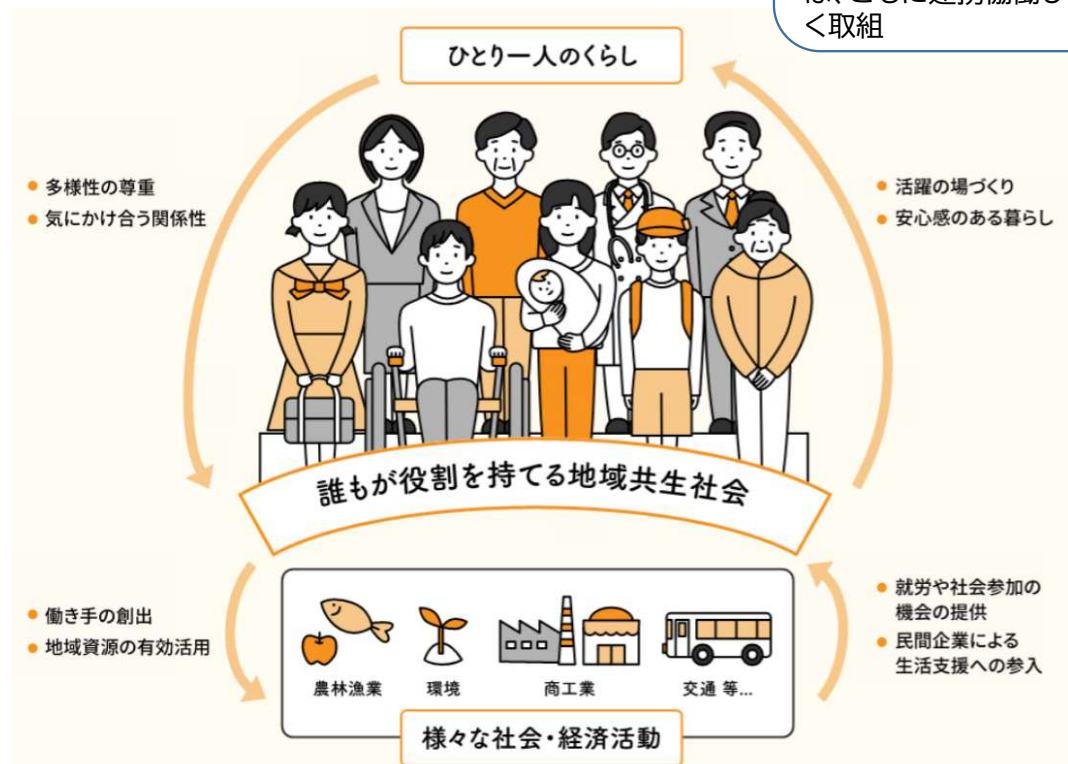 く取組
ひとり一人のくらし
多様性の尊重
気にかけ合う関係性
活躍の場づくり
安心感のある暮らし
誰もが役割を持てる地域共生社会
働き手の創出
地域資源の有効活用
就労や社会参加の
機会の提供
民間企業による
生活支援への参入
農林漁業
環境
商工業
交通 等...
様々な社会・経済活動